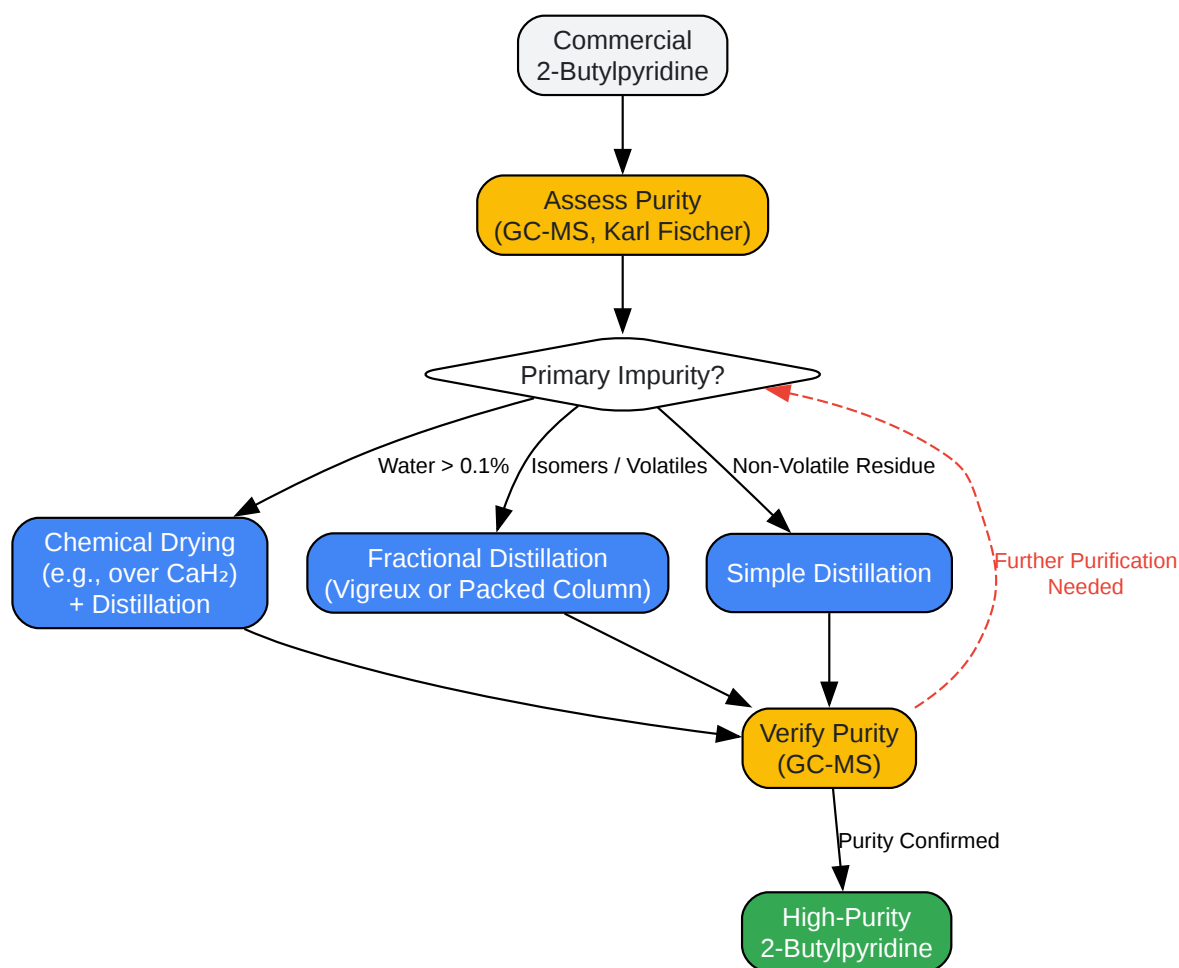 Commercial
2-Butylpyridine
Assess Purity
(GC-MS, Karl Fischer)
Primary Impurity?
Water > 0.1%
Isomers / Volatiles
Non-Volatile Residue
Chemical Drying
(e.g., over CaH₂)
+ Distillation
Fractional Distillation
(Vigreux or Packed Column)
Simple Distillation
Further Purification
Needed
Verify Purity
(GC-MS)
Purity Confirmed
High-Purity
2-Butylpyridine